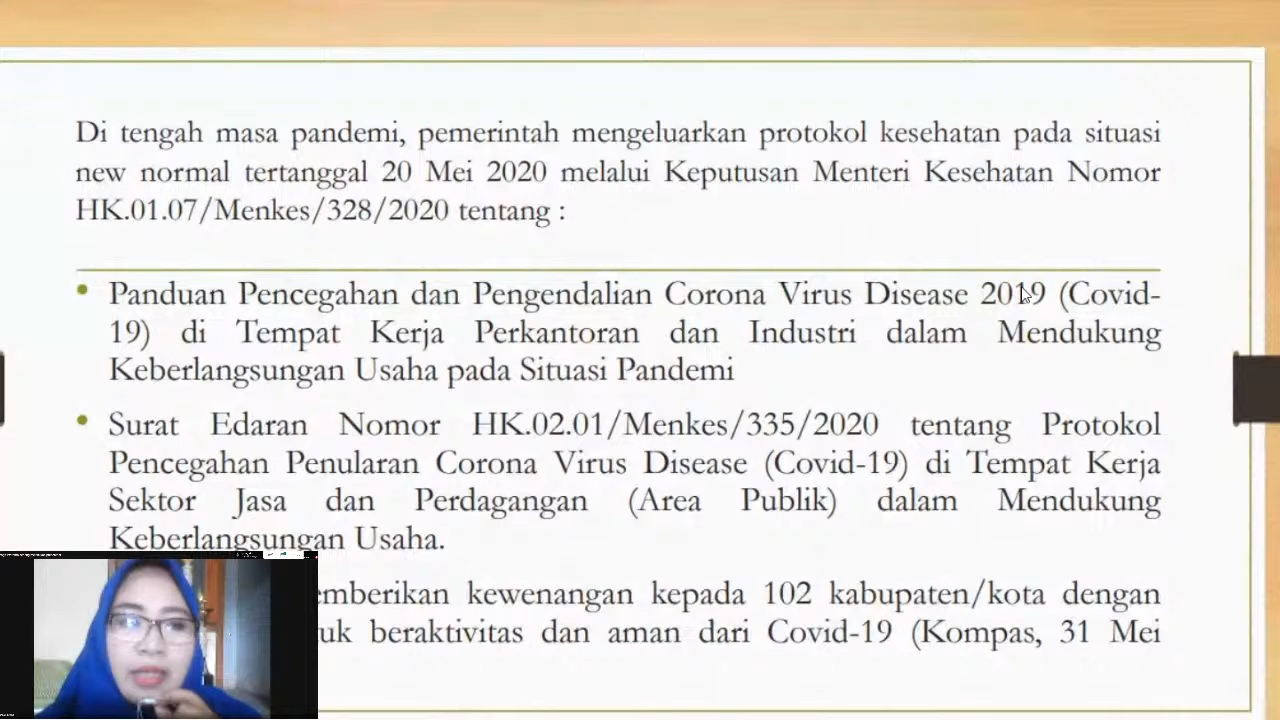 Di tengah masa pandemi, pemerintah mengeluarkan protokol kesehatan pada situasi
new normal tertanggal 20 Mei 2020 melalui Keputusan Menteri Kesehatan Nomor
HK.01.07/Menkes/328/2020 tentang :
• Panduan Pencegahan dan Pengendalian Corona Virus Disease 2019 (Covid-
19) di Tempat Kerja Perkantoran dan Industri dalam Mendukung
Keberlangsungan Usaha pada Situasi Pandemi
• Surat Edaran Nomor HK.02.01/Menkes/335/2020 tentang Protokol
Pencegahan Penularan Corona Virus Disease (Covid-19) di Tempat Kerja
Sektor Jasa dan Perdagangan (Area Publik) dalam Mendukung
Keberlangsungan Usaha.
emberikan kewenangan kepada 102 kabupaten/kota dengan
uk beraktivitas dan aman dari Covid-19 (Kompas, 31 Mei